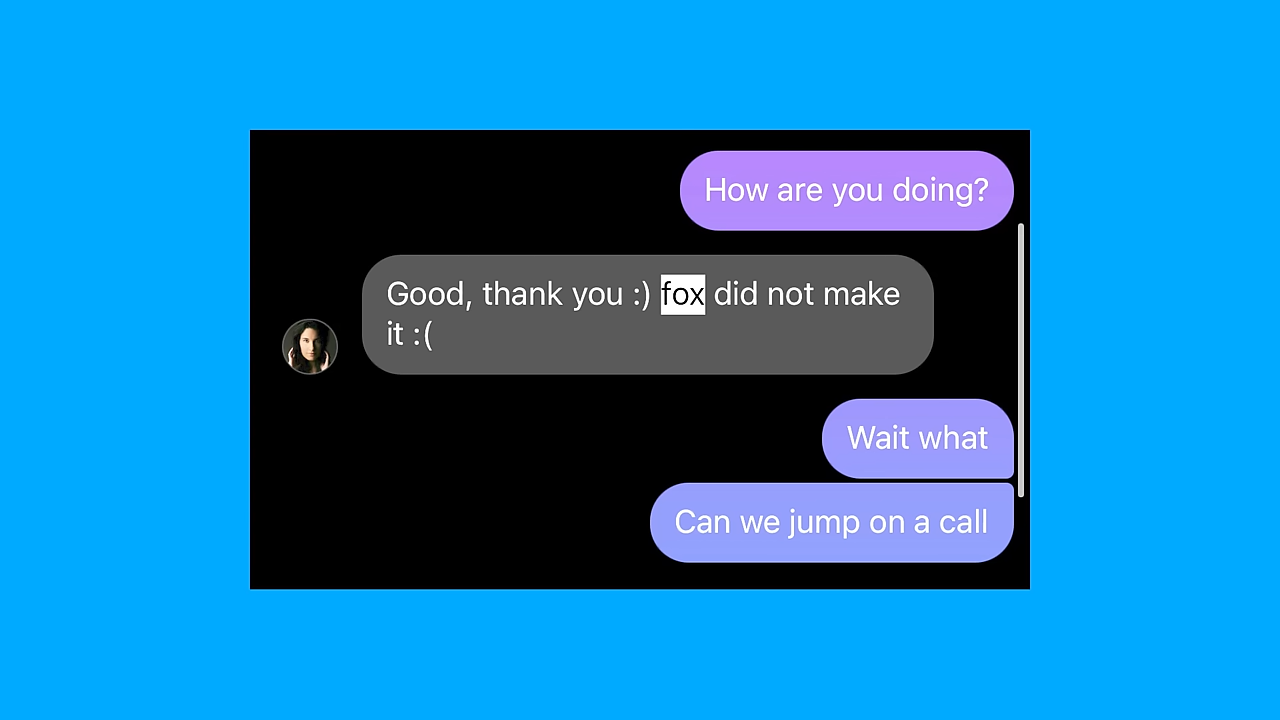 How are you doing?
Good, thank you :) fox did not make
it :(
Wait what
Can we jump on a call